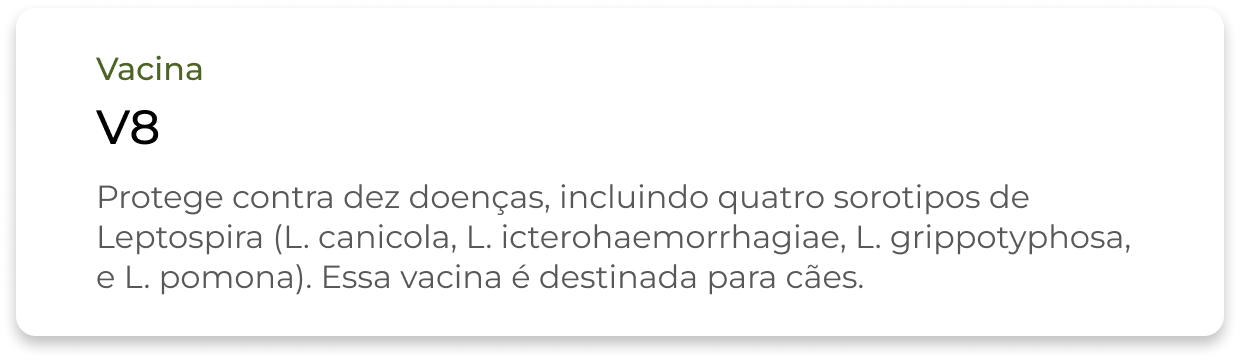 Vacina
V8
Protege contra dez doenças, incluindo quatro sorotipos de
Leptospira (L. canicola, L. icterohaemorrhagiae, L. grippotyphosa,
e L. pomona). Essa vacina é destinada para cães.